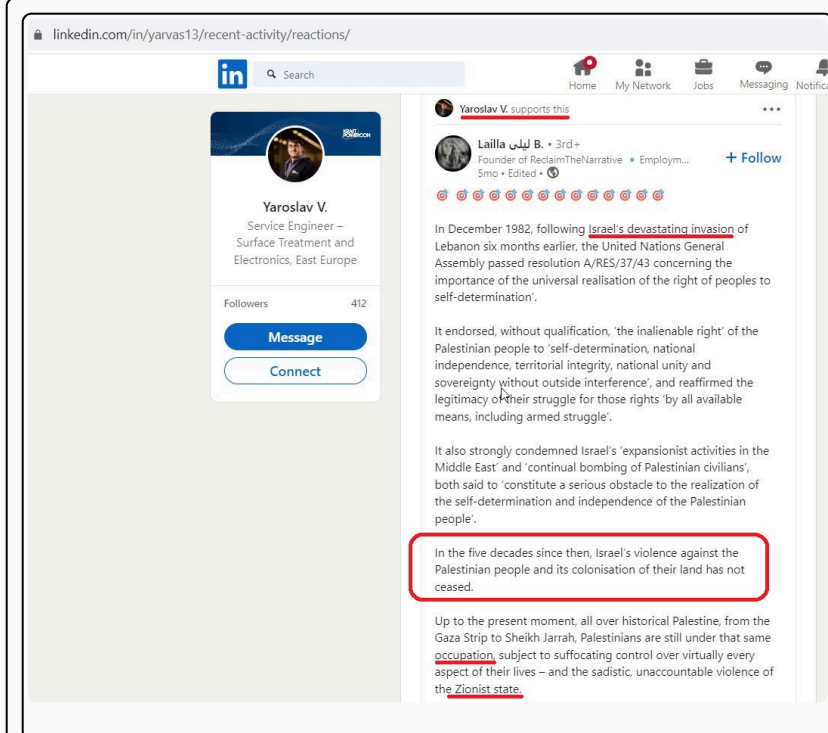 linkedin.com/in/yarvas13/recent-activity/reactions/
in
Search
Home
My Network
Jobs
Messaging
Notifica
Yaroslav V.
Service Engineer –
Surface Treatment and
Electronics, East Europe
Followers 412
Message
Connect
Yaroslav V. supports this
Lailla ليلى B. • 3rd+
Founder of ReclaimTheNarrative • Employm...
5mo • Edited •
+ Follow
In December 1982, following Israel's devastating invasion of
Lebanon six months earlier, the United Nations General
Assembly passed resolution A/RES/37/43 concerning the
importance of the universal realisation of the right of peoples to
self-determination'.
It endorsed, without qualification, 'the inalienable right' of the
Palestinian people to 'self-determination, national
independence, territorial integrity, national unity and
sovereignty without outside interference', and reaffirmed the
legitimacy of their struggle for those rights 'by all available
means, including armed struggle'.
It also strongly condemned Israel's 'expansionist activities in the
Middle East' and 'continual bombing of Palestinian civilians',
both said to 'constitute a serious obstacle to the realization of
the self-determination and independence of the Palestinian
people'.
In the five decades since then, Israel's violence against the
Palestinian people and its colonisation of their land has not
ceased.
Up to the present moment, all over historical Palestine, from the
Gaza Strip to Sheikh Jarrah, Palestinians are still under that same
occupation, subject to suffocating control over virtually every
aspect of their lives – and the sadistic, unaccountable violence of
the Zionist state.